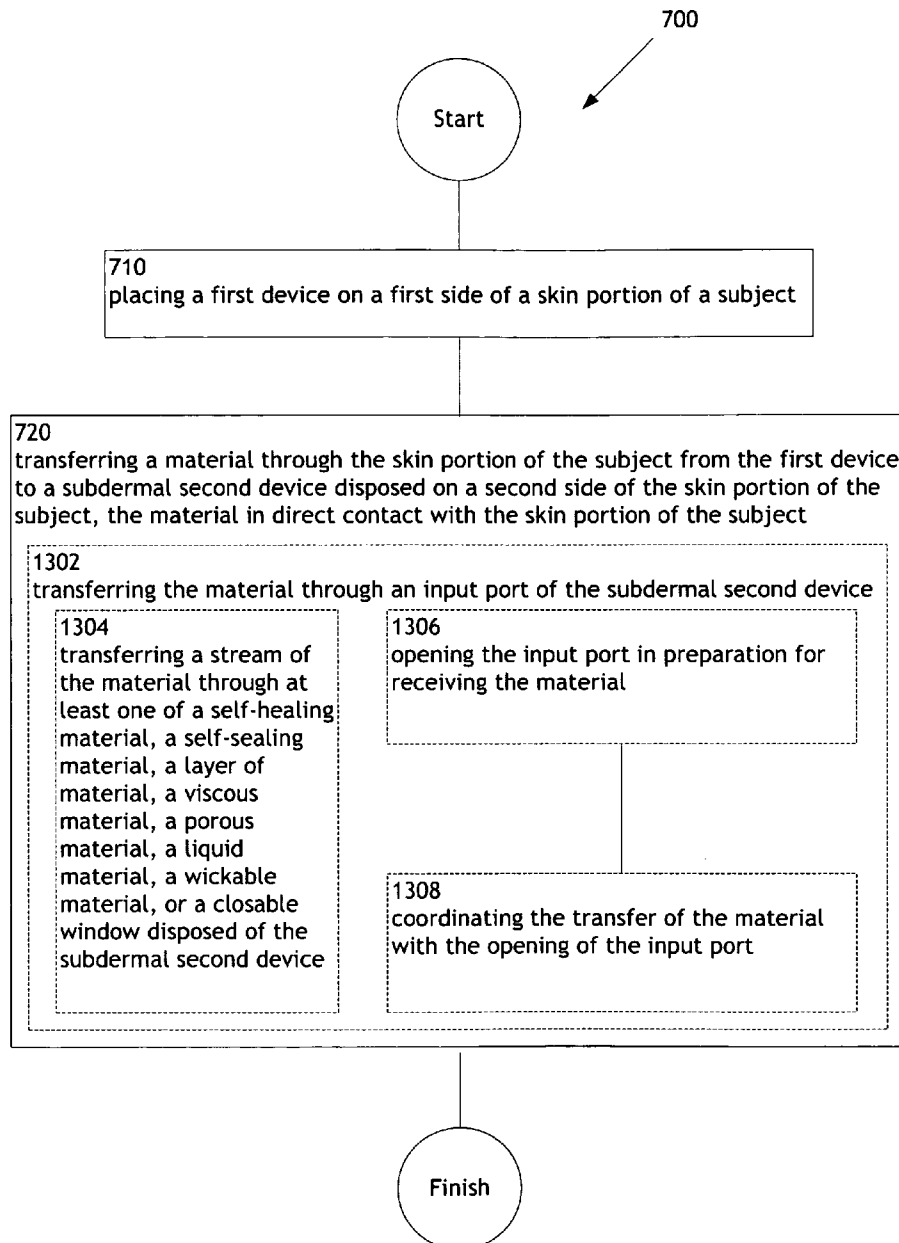 700
Start
710
placing a first device on a first side of a skin portion of a subject
720
transferring a material through the skin portion of the subject from the first device
to a subdermal second device disposed on a second side of the skin portion of the
subject, the material in direct contact with the skin portion of the subject
1302
transferring the material through an input port of the subdermal second device
1304
transferring a stream of
the material through at
least one of a self-healing
material, a self-sealing
material, a layer of
material, a viscous
material, a porous
material, a liquid
material, a wickable
material, or a closable
window disposed of the
subdermal second device
1306
opening the input port in preparation for
receiving the material
1308
coordinating the transfer of the material
with the opening of the input port
Finish